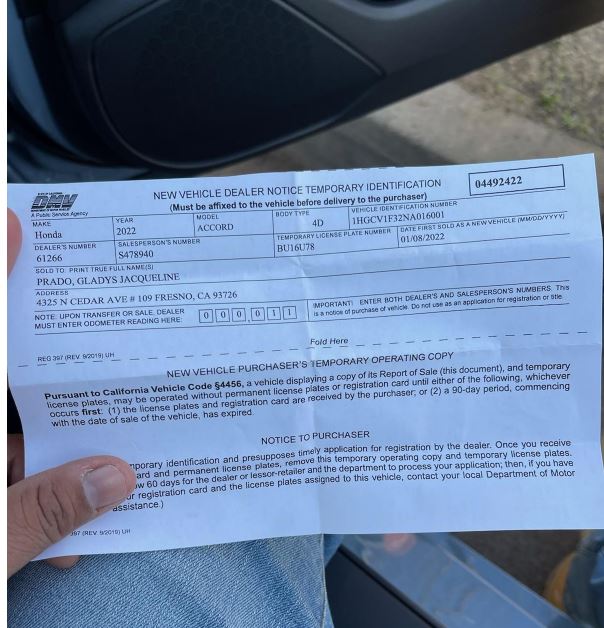 DMV
A Public Service Agency
NEW VEHICLE DEALER NOTICE TEMPORARY IDENTIFICATION
(Must be affixed to the vehicle before delivery to the purchaser)
04492422
MAKE YEAR MODEL BODY TYPE VEHICLE IDENTIFICATION NUMBER
Honda 2022 ACCORD 4D 1HGCV1F32NA016001
DEALER'S NUMBER SALESPERSON'S NUMBER TEMPORARY LICENSE PLATE NUMBER DATE FIRST SOLD AS A NEW VEHICLE (MM/DD/YYYY)
61266 S478940 BU16U78 01/08/2022
SOLD TO: PRINT TRUE FULL NAME(S)
PRADO, GLADYS JACQUELINE
ADDRESS
4325 N CEDAR AVE # 109 FRESNO, CA 93726
NOTE: UPON TRANSFER OR SALE, DEALER
MUST ENTER ODOMETER READING HERE:
0 0 0 , 0 1 1
IMPORTANT! ENTER BOTH DEALER'S AND SALESPERSON'S NUMBERS. This
is a notice of purchase of vehicle. Do not use as an application for registration or title.
Fold Here
REG 397 (REV. 9/2019) UH
NEW VEHICLE PURCHASER'S TEMPORARY OPERATING COPY
Pursuant to California Vehicle Code §4456, a vehicle displaying a copy of its Report of Sale (this document), and temporary
license plates, may be operated without permanent license plates or registration card until either of the following, whichever
occurs first: (1) the license plates and registration card are received by the purchaser; or (2) a 90-day period, commencing
with the date of sale of the vehicle, has expired.
NOTICE TO PURCHASER
mporary identification and presupposes timely application for registration by the dealer. Once you receive
ard and permanent license plates, remove this temporary operating copy and temporary license plates.
w 60 days for the dealer or lessor-retailer and the department to process your application; then, if you have
ur registration card and the license plates assigned to this vehicle, contact your local Department of Motor
assistance.)
397 (REV. 9/2019) UH